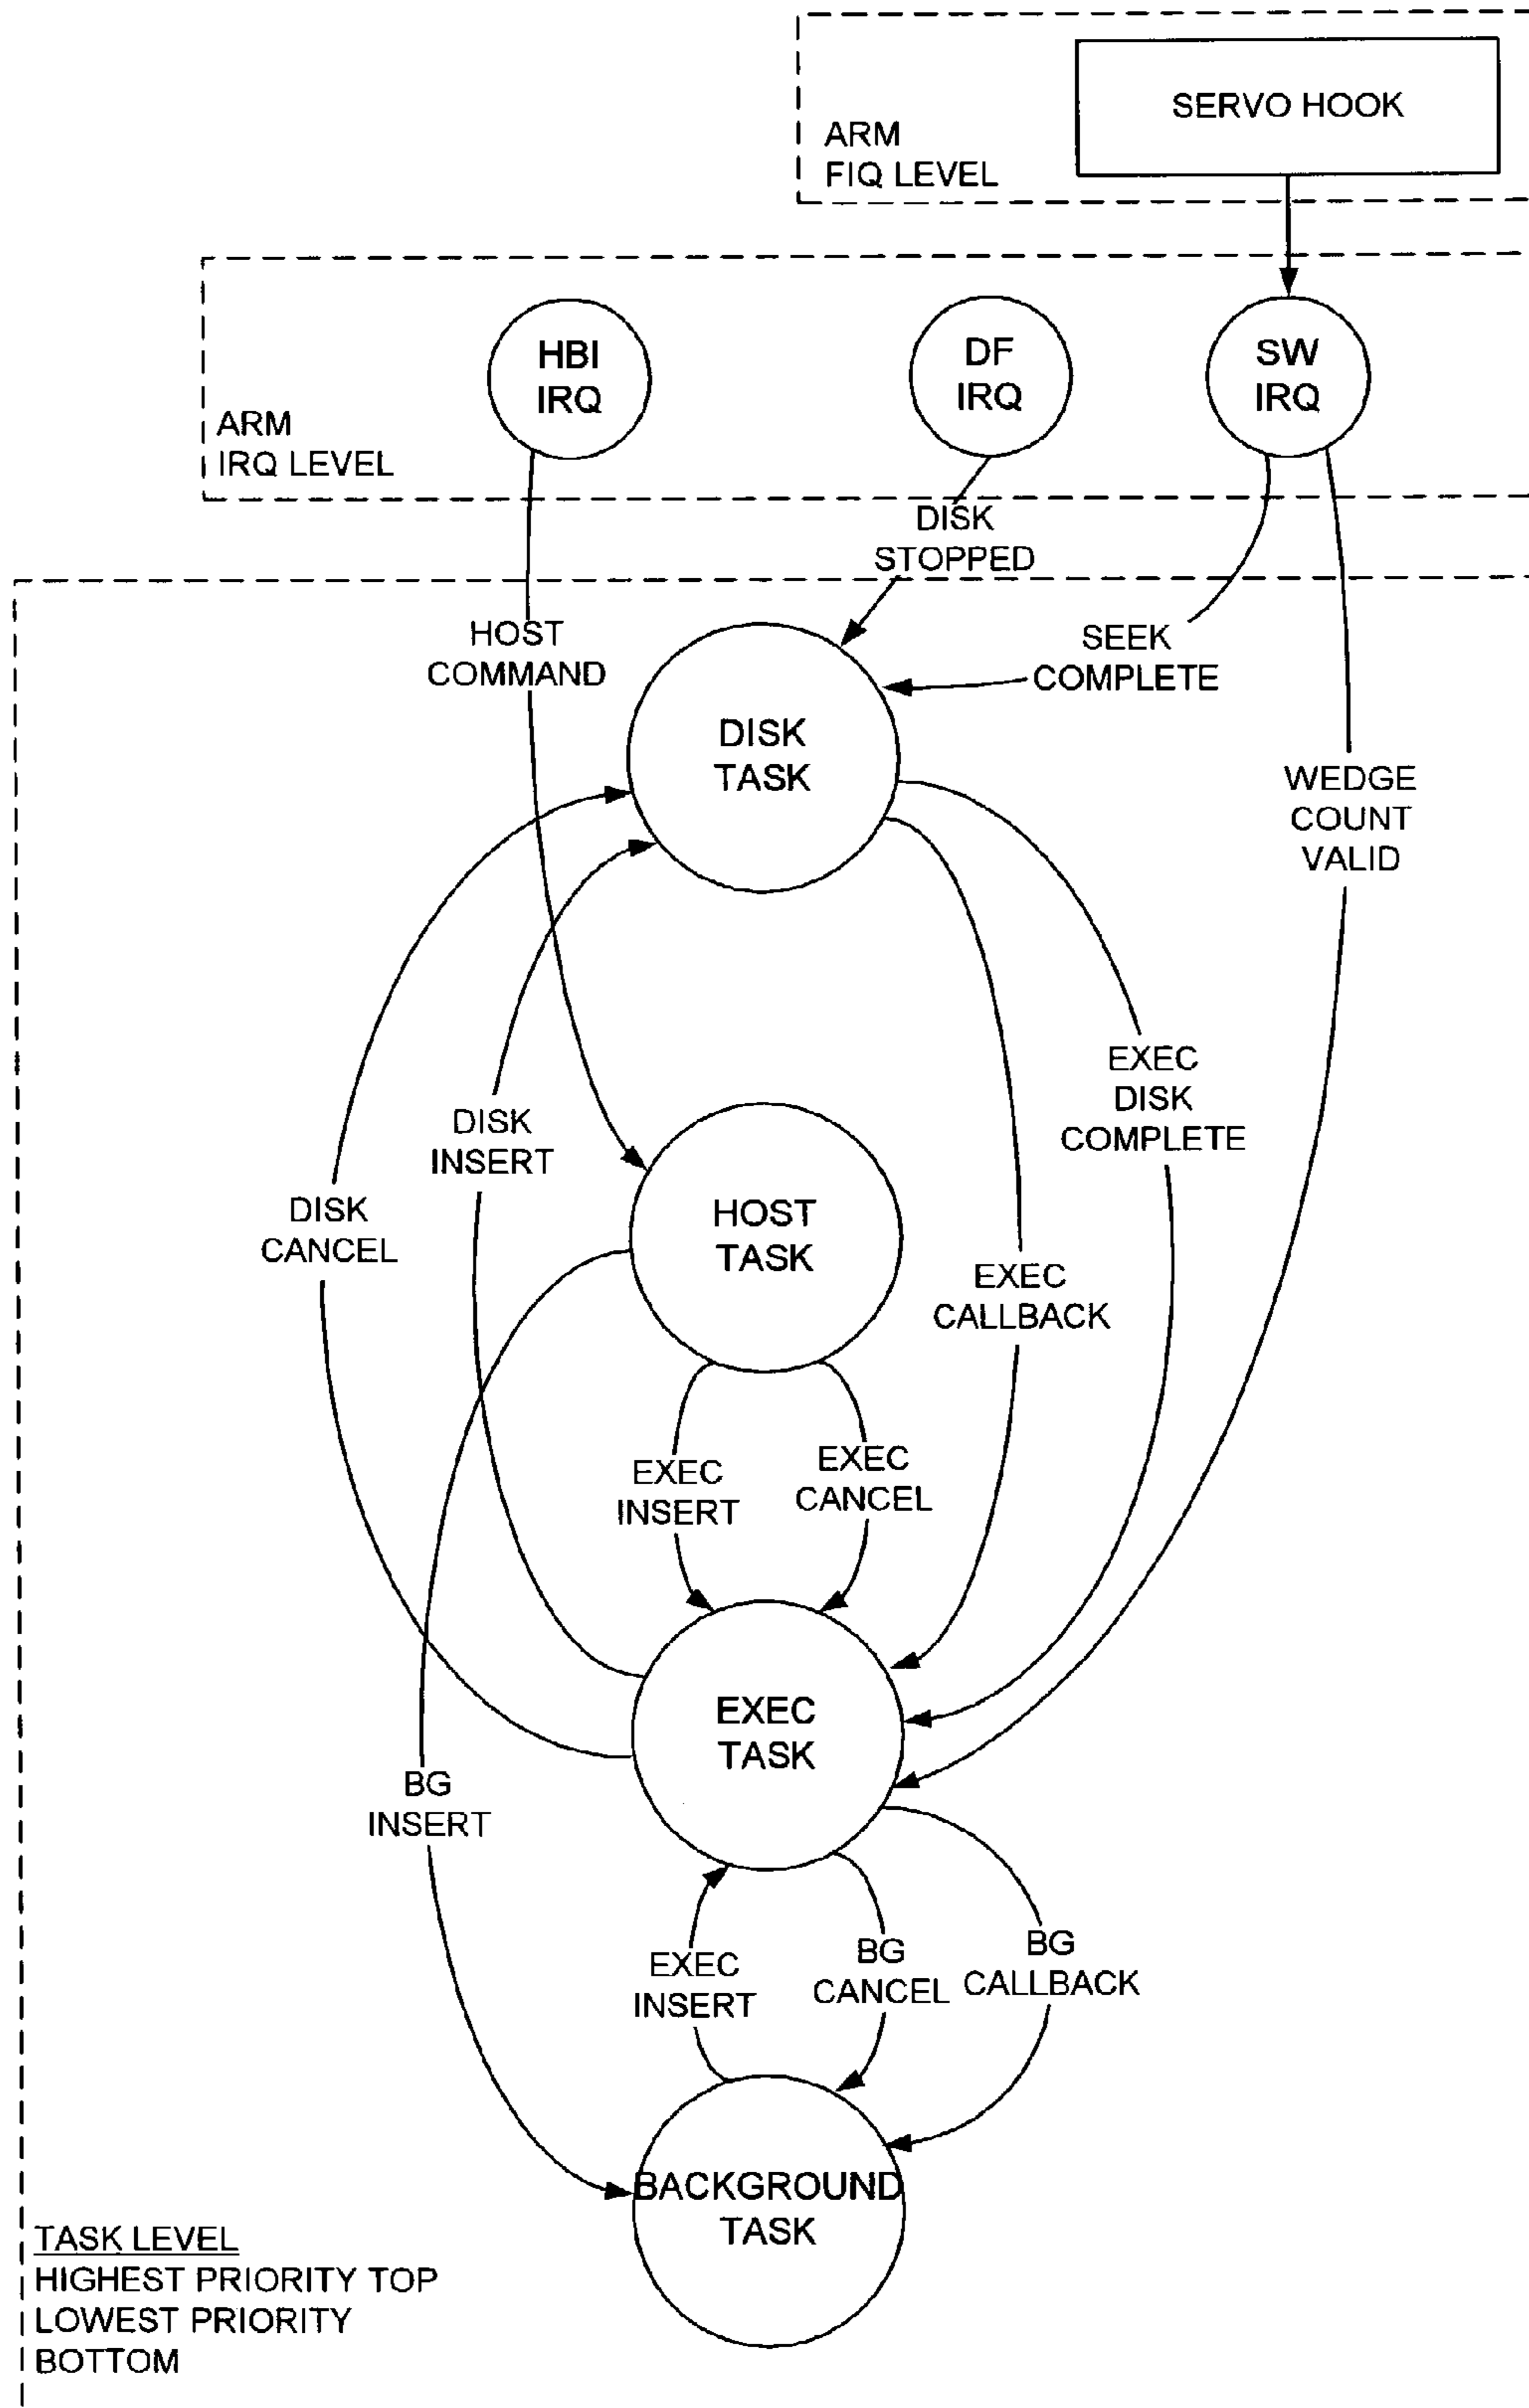 SERVO HOOK
ARM
FIQ LEVEL
HBI
IRQ
DF
IRQ
SW
IRQ
ARM
IRQ LEVEL
DISK
STOPPED
HOST
COMMAND
SEEK
COMPLETE
DISK
TASK
WEDGE
COUNT
VALID
EXEC
DISK
COMPLETE
DISK
INSERT
DISK
CANCEL
HOST
TASK
EXEC
CALLBACK
EXEC
INSERT
EXEC
CANCEL
EXEC
TASK
BG
INSERT
EXEC
INSERT
BG
CANCEL
BG
CALLBACK
BACKGROUND
TASK
TASK LEVEL
HIGHEST PRIORITY TOP
LOWEST PRIORITY
BOTTOM